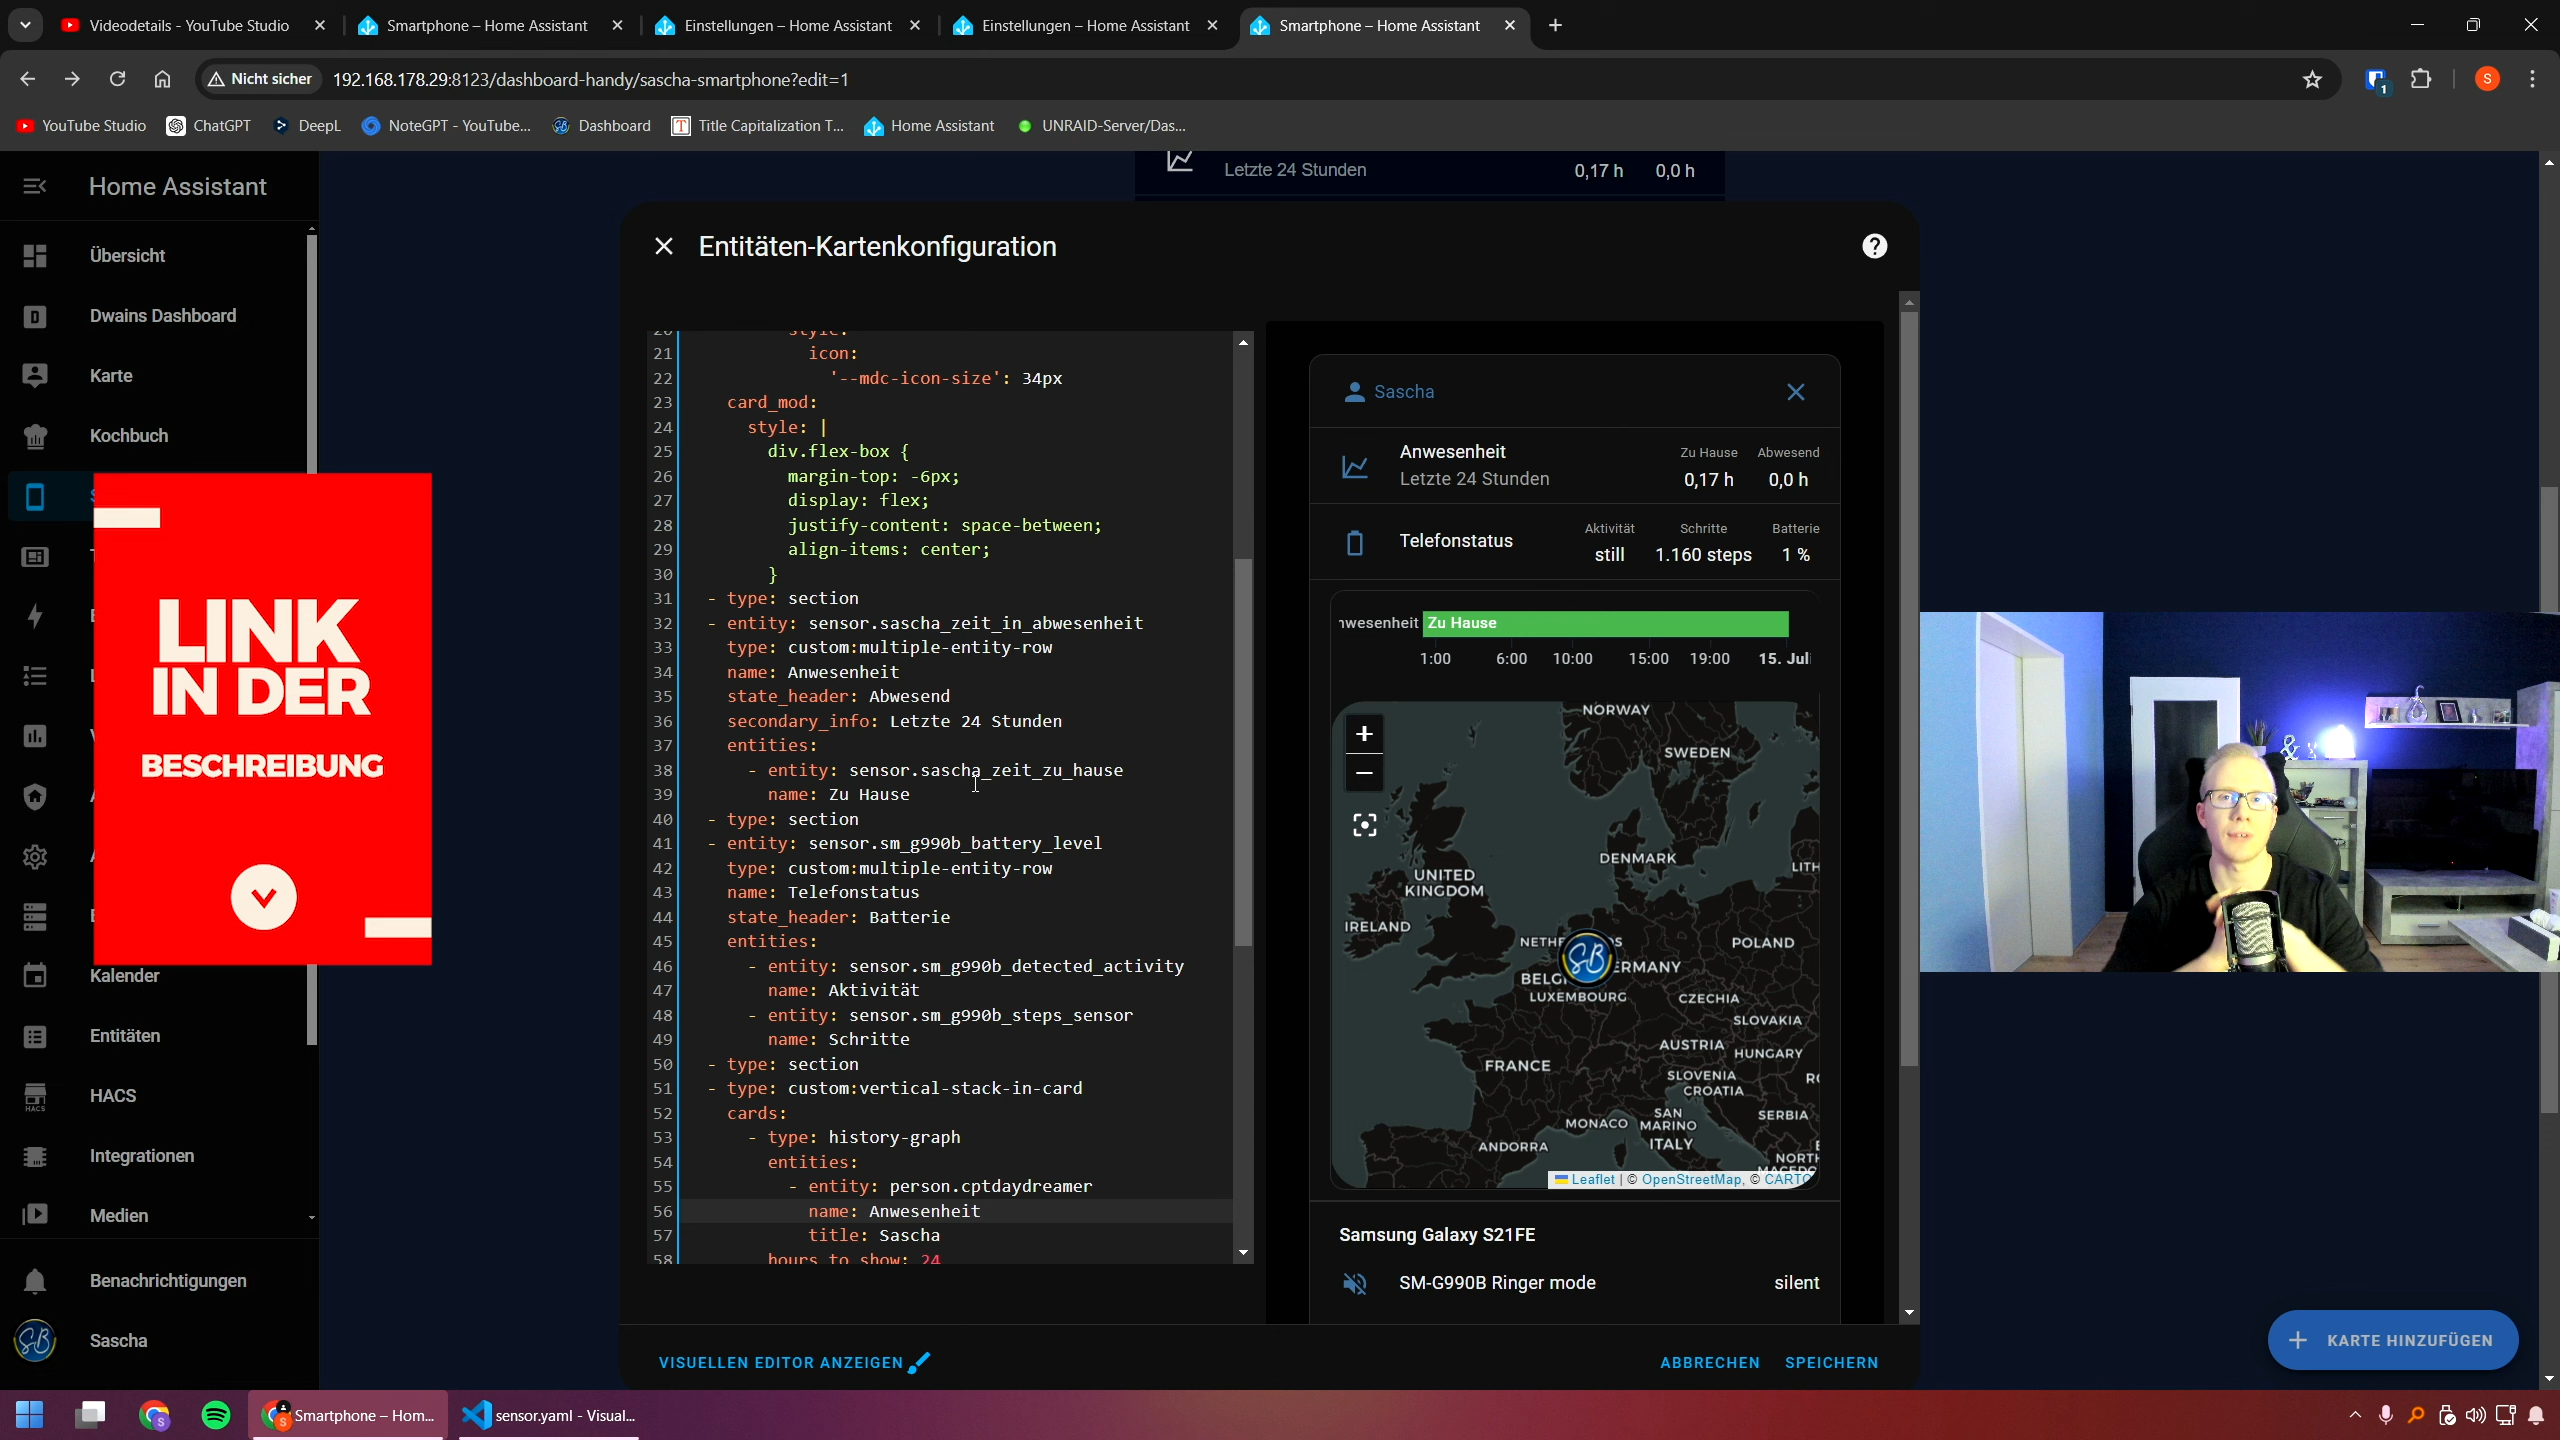 Videodetails - YouTube Studio
Smartphone – Home Assistant
Einstellungen – Home Assistant
Einstellungen – Home Assistant
Smartphone – Home Assistant
Nicht sicher
192.168.178.29:8123/dashboard-handy/sascha-smartphone?edit=1
S
1
YouTube Studio
ChatGPT
DeepL
NoteGPT - YouTube...
Dashboard
Title Capitalization T...
Home Assistant
UNRAID-Server/Das...
Home Assistant
Übersicht
Dwains Dashboard
Karte
Kochbuch
Kalender
Entitäten
HACS
Integrationen
Medien
Benachrichtigungen
Sascha
LINK
IN DER
BESCHREIBUNG
Letzte 24 Stunden
0,17 h
0,0 h
Entitäten-Kartenkonfiguration
21 icon:
22 '--mdc-icon-size': 34px
23 card_mod:
24 style: |
25 div.flex-box {
26 margin-top: -6px;
27 display: flex;
28 justify-content: space-between;
29 align-items: center;
30 }
31 - type: section
32 - entity: sensor.sascha_zeit_in_abwesenheit
33 type: custom:multiple-entity-row
34 name: Anwesenheit
35 state_header: Abwesend
36 secondary_info: Letzte 24 Stunden
37 entities:
38 - entity: sensor.sascha_zeit_zu_hause
39 name: Zu Hause
40 - type: section
41 - entity: sensor.sm_g990b_battery_level
42 type: custom:multiple-entity-row
43 name: Telefonstatus
44 state_header: Batterie
45 entities:
46 - entity: sensor.sm_g990b_detected_activity
47 name: Aktivität
48 - entity: sensor.sm_g990b_steps_sensor
49 name: Schritte
50 - type: section
51 - type: custom:vertical-stack-in-card
52 cards:
53 - type: history-graph
54 entities:
55 - entity: person.cptdaydreamer
56 name: Anwesenheit
57 title: Sascha
58 hours_to_show: 24
Sascha
Anwesenheit
Letzte 24 Stunden
Zu Hause
0,17 h
Abwesend
0,0 h
Telefonstatus
Aktivität
still
Schritte
1.160 steps
Batterie
1 %
nwesenheit
Zu Hause
1:00
6:00
10:00
15:00
19:00
15. Juli
NORWAY
SWEDEN
DENMARK
LITH
UNITED
KINGDOM
IRELAND
NETHE
DS
POLAND
ERMANY
BELGI
LUXEMBOURG
CZECHIA
SLOVAKIA
AUSTRIA
HUNGARY
FRANCE
SLOVENIA
CROATIA
SAN
MARINO
SERBIA
MONACO
ITALY
ANDORRA
Leaflet | © OpenStreetMap, © CARTO
Samsung Galaxy S21FE
SM-G990B Ringer mode
silent
VISUELLEN EDITOR ANZEIGEN
ABBRECHEN
SPEICHERN
KARTE HINZUFÜGEN
Smartphone – Hom...
sensor.yaml - Visual...